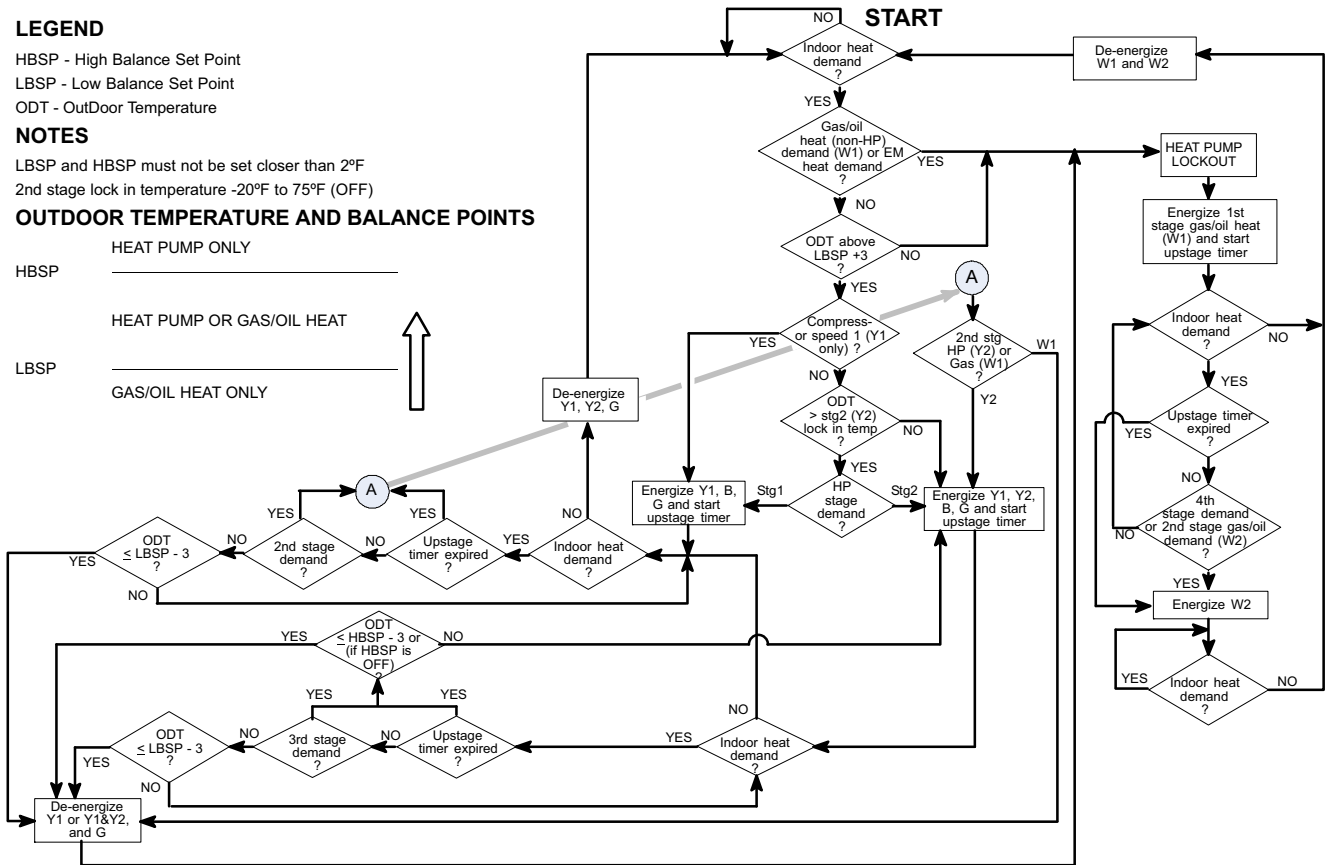 LEGEND
HBSP - High Balance Set Point
LBSP - Low Balance Set Point
ODT - OutDoor Temperature
NOTES
LBSP and HBSP must not be set closer than 2ºF
2nd stage lock in temperature -20ºF to 75ºF (OFF)
OUTDOOR TEMPERATURE AND BALANCE POINTS
HEAT PUMP ONLY
HBSP
HEAT PUMP OR GAS/OIL HEAT
LBSP
GAS/OIL HEAT ONLY
START
NO
Indoor heat
demand
?
De-energize
W1 and W2
YES
Gas/oil
heat (non-HP)
demand (W1) or EM
heat demand
?
YES
HEAT PUMP
LOCKOUT
NO
Energize 1st
stage gas/oil heat
(W1) and start
upstage timer
ODT above
LBSP +3
?
NO
YES
A
Compress-
or speed 1 (Y1
only) ?
YES
NO
2nd stg
HP (Y2) or
Gas (W1)
?
W1
Y2
Indoor heat
demand
?
NO
YES
De-energize
Y1, Y2, G
ODT
> stg2 (Y2)
lock in temp
?
NO
YES
Upstage timer
expired
?
YES
NO
A
Energize Y1, B,
G and start
upstage timer
Stg1
HP
stage
demand
?
Stg2
Energize Y1, Y2,
B, G and start
upstage timer
4th
stage demand
or 2nd stage gas/oil
demand (W2)
?
NO
YES
ODT
≤ LBSP - 3
?
YES
NO
NO
2nd stage
demand
?
YES
NO
Upstage
timer expired
?
YES
YES
Indoor heat
demand
?
NO
Energize W2
ODT
≤ HBSP - 3 or
(if HBSP is
OFF)
?
YES
NO
Indoor heat
demand
?
YES
NO
YES
YES
ODT
≤ LBSP - 3
?
YES
NO
NO
3rd stage
demand
?
NO
Upstage
timer expired
?
YES
Indoor heat
demand
?
NO
De-energize
Y1 or Y1&Y2,
and G